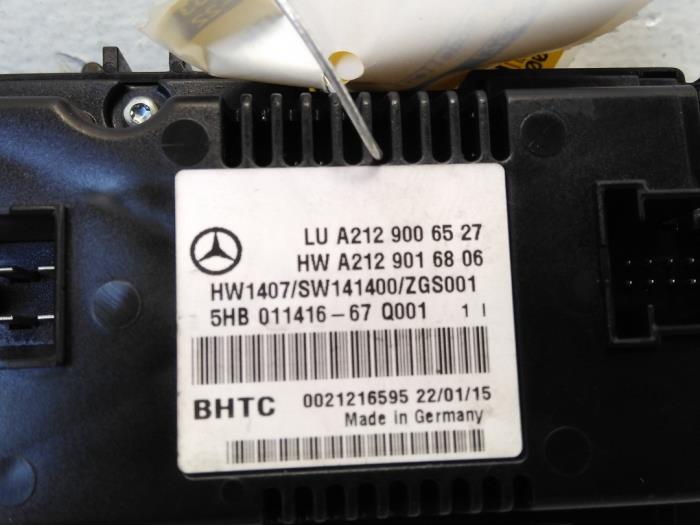 LU A212 900 65 27
HW A212 901 68 06
HW1407/SW141400/ZGS001
5HB 011416-67 Q001 1 I
BHTC 0021216595 22/01/15
Made in Germany